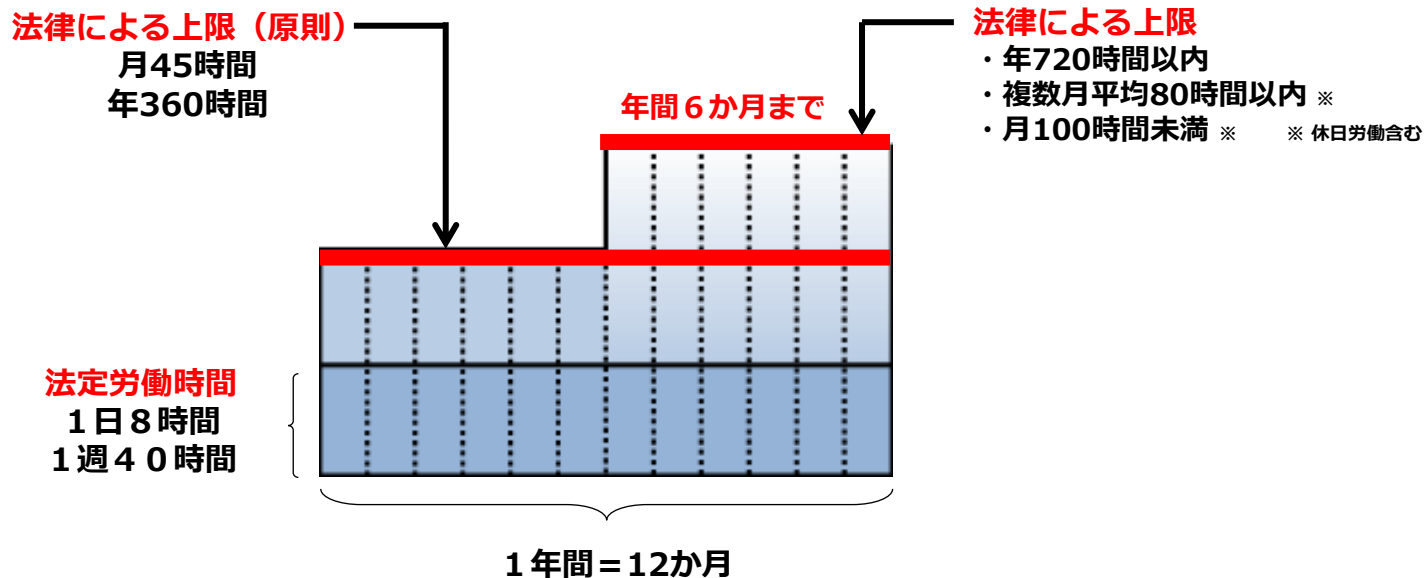 法律による上限（原則）
月45時間
年360時間
法律による上限
・年720時間以内
・複数月平均80時間以内 ※
・月100時間未満 ※　※ 休日労働含む
年間６か月まで
法定労働時間
１日８時間
１週４０時間
１年間＝12か月